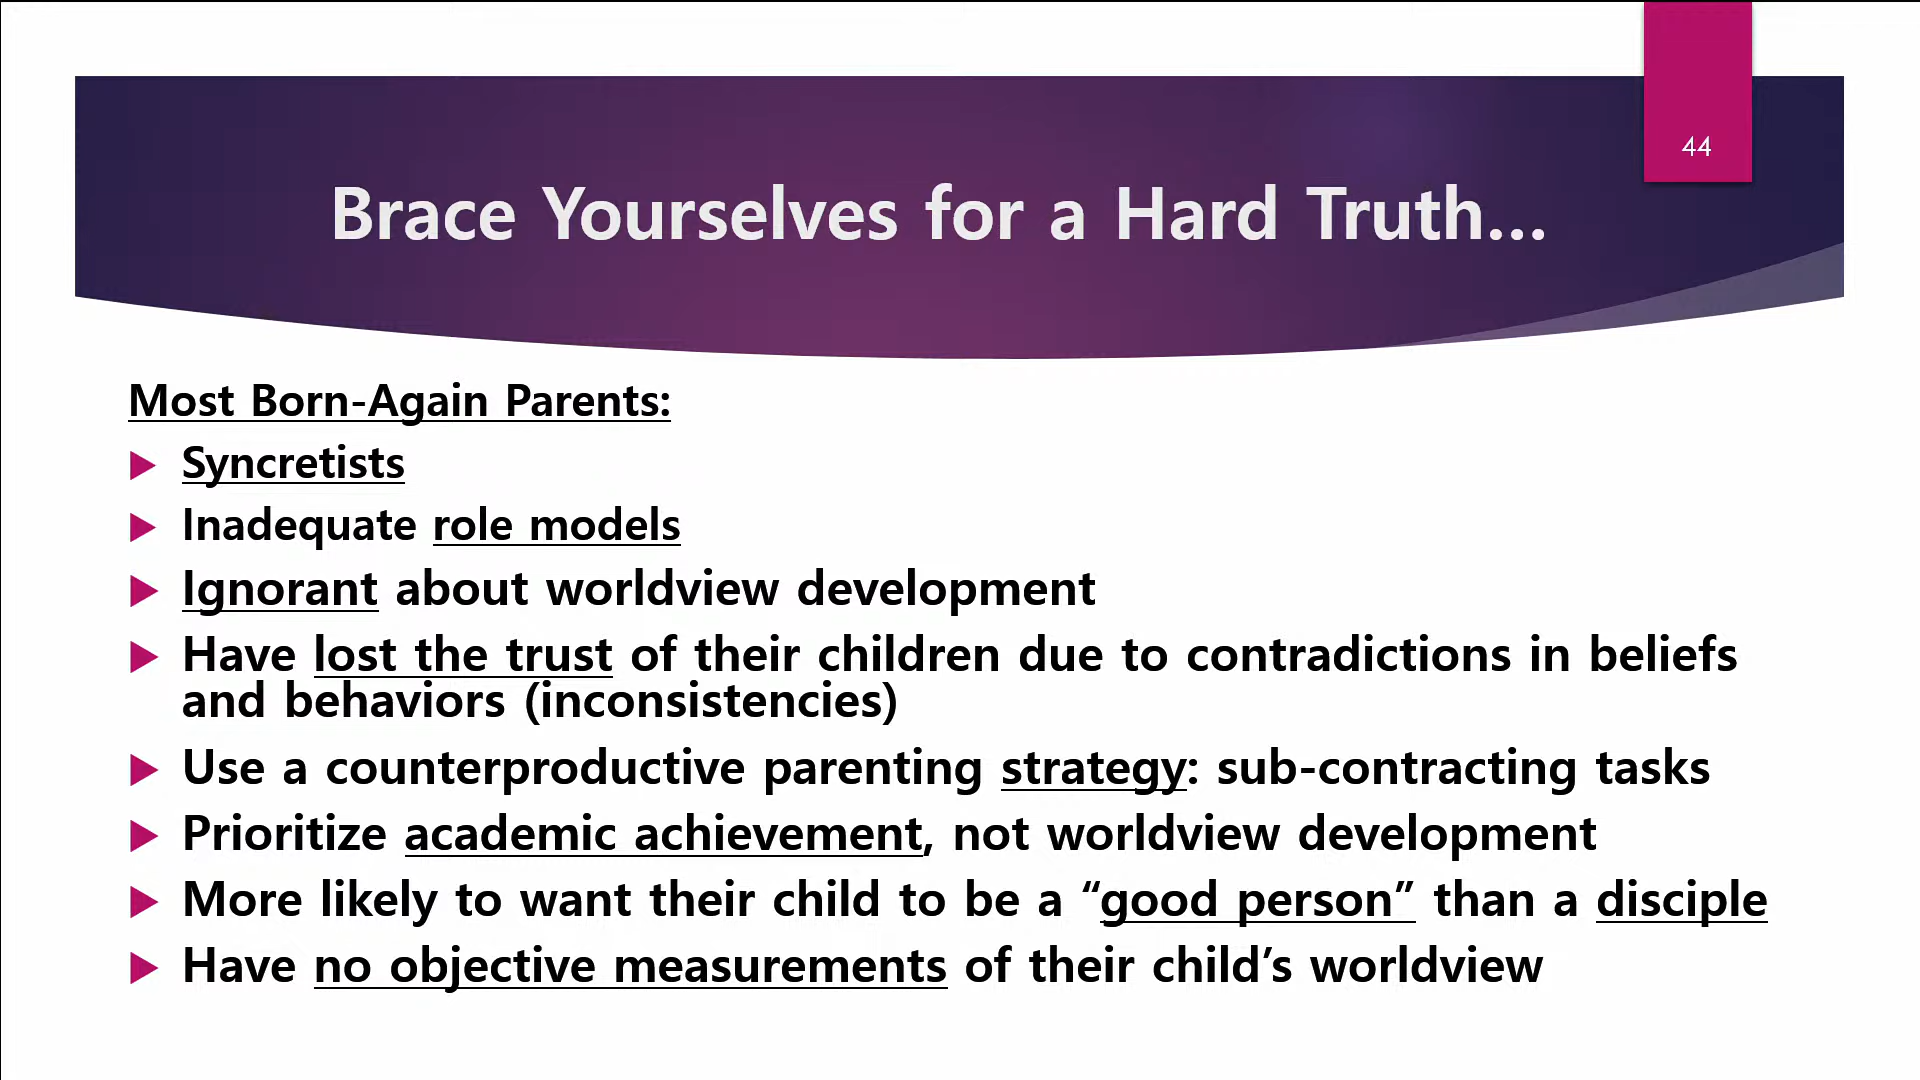 44
Brace Yourselves for a Hard Truth...
Most Born-Again Parents:
Syncretists
Inadequate role models
Ignorant about worldview development
Have lost the trust of their children due to contradictions in beliefs
and behaviors (inconsistencies)
Use a counterproductive parenting strategy: sub-contracting tasks
Prioritize academic achievement, not worldview development
More likely to want their child to be a “good person” than a disciple
Have no objective measurements of their child’s worldview